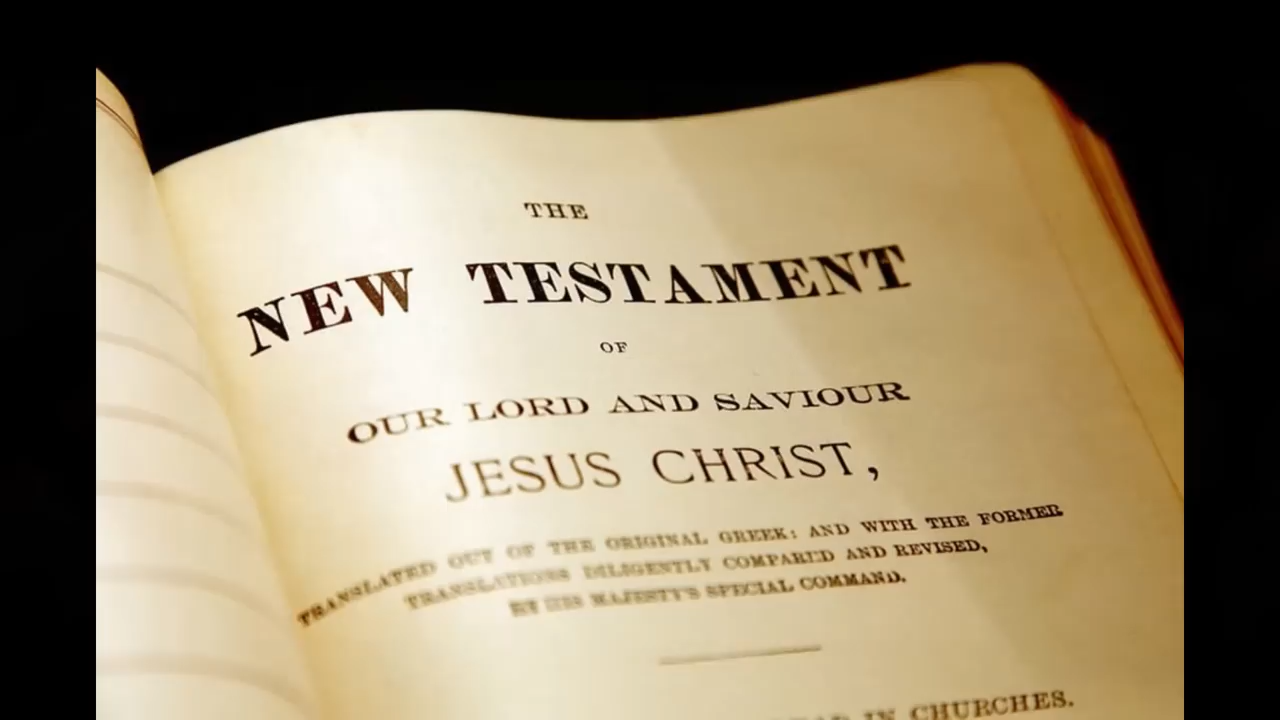 THE
NEW TESTAMENT
OF
OUR LORD AND SAVIOUR
JESUS CHRIST,
TRANSLATED OUT OF THE ORIGINAL GREEK: AND WITH THE FORMER
TRANSLATIONS DILIGENTLY COMPARED AND REVISED,
BY HIS MAJESTY'S SPECIAL COMMAND.
IN CHURCHES.